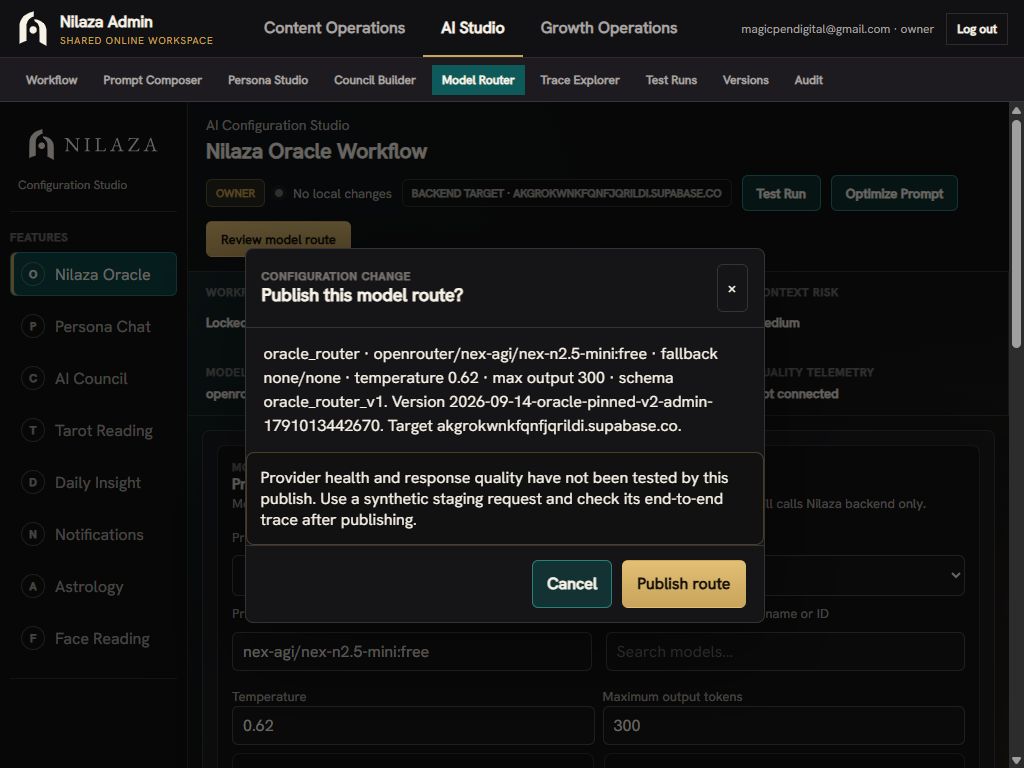 Nilaza Admin
SHARED ONLINE WORKSPACE
Content Operations
AI Studio
Growth Operations
magicpendigital@gmail.com · owner
Log out
Workflow
Prompt Composer
Persona Studio
Council Builder
Model Router
Trace Explorer
Test Runs
Versions
Audit
NILAZA
Configuration Studio
FEATURES
O Nilaza Oracle
P Persona Chat
C AI Council
T Tarot Reading
D Daily Insight
N Notifications
A Astrology
F Face Reading
AI Configuration Studio
Nilaza Oracle Workflow
OWNER
No local changes
BACKEND TARGET · AKGROKWNKFQNFJQRILDI.SUPABASE.CO
Test Run
Optimize Prompt
Review model route
CONFIGURATION CHANGE
Publish this model route?
×
oracle_router · openrouter/nex-agi/nex-n2.5-mini:free · fallback
none/none · temperature 0.62 · max output 300 · schema
oracle_router_v1. Version 2026-09-14-oracle-pinned-v2-admin-
1791013442670. Target akgrokwnkfqnfjqrildi.supabase.co.
Provider health and response quality have not been tested by this
publish. Use a synthetic staging request and check its end-to-end
trace after publishing.
Cancel
Publish route
Locked
MODEL
not connected
calls Nilaza backend only.
name or ID
nex-agi/nex-n2.5-mini:free
Search models...
Temperature
Maximum output tokens
0.62
300